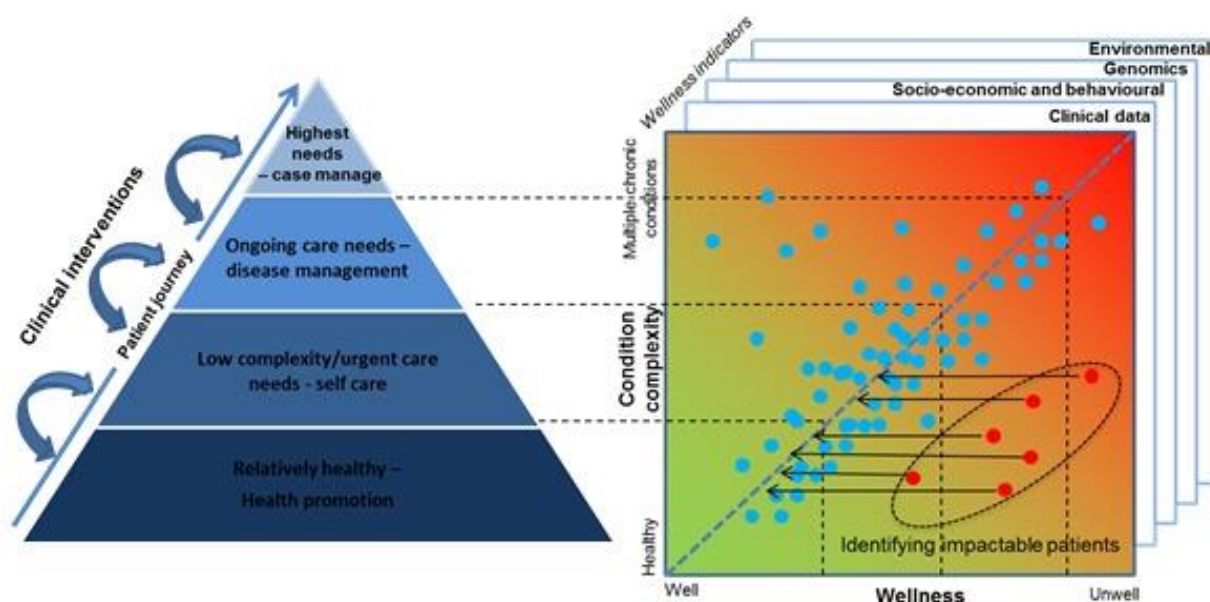 Clinical interventions
Patient journey
Highest
needs
– case manage
Ongoing care needs –
disease management
Low complexity/urgent care
needs - self care
Relatively healthy –
Health promotion
Wellness indicators
Environmental
Genomics
Socio-economic and behavioural
Clinical data
Multiple chronic
conditions
Condition
complexity
Healthy
Identifying impactable patients
Well
Wellness
Unwell